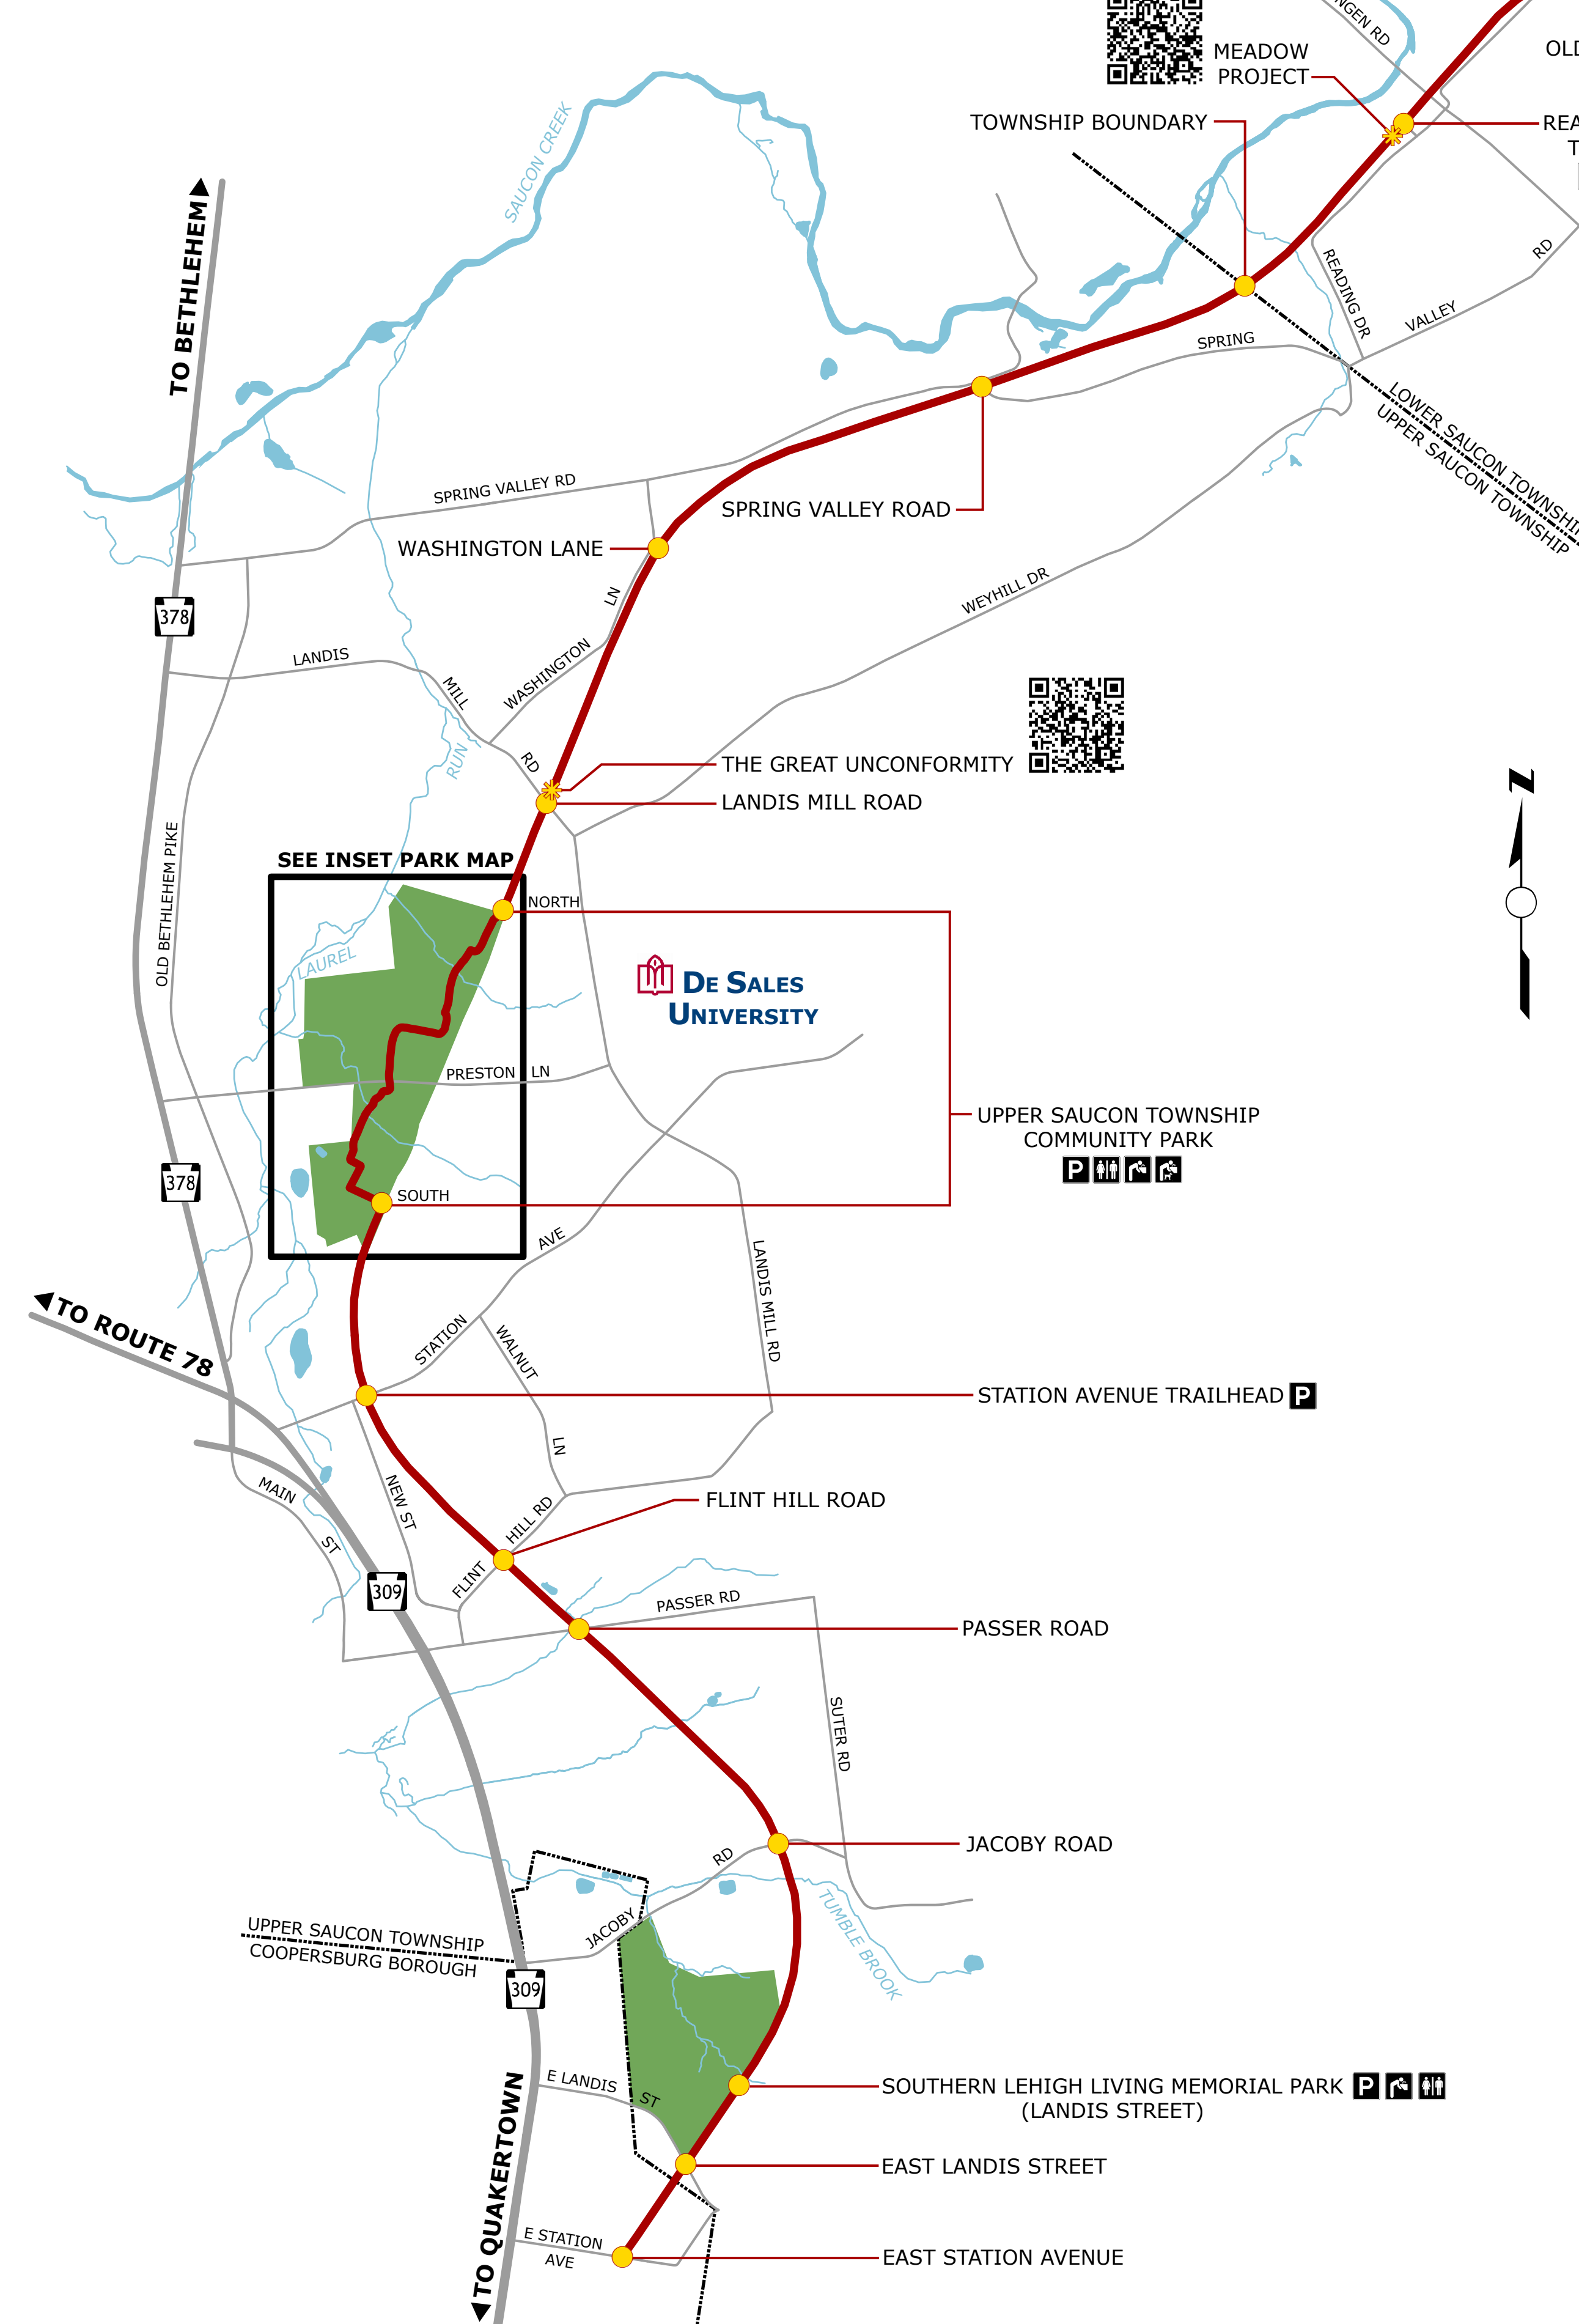 NGEN RD
MEADOW
PROJECT
OLD
TOWNSHIP BOUNDARY
REA
T
SAUCON CREEK
TO BETHLEHEM
READING DR
RD
VALLEY
SPRING
LOWER SAUCON TOWNSHIP
UPPER SAUCON TOWNSHIP
SPRING VALLEY RD
SPRING VALLEY ROAD
WASHINGTON LANE
LN
WEYHILL DR
378
LANDIS
MILL
WASHINGTON
RD
RUN
THE GREAT UNCONFORMITY
LANDIS MILL ROAD
N
OLD BETHLEHEM PIKE
SEE INSET PARK MAP
NORTH
LAUREL
DE SALES
UNIVERSITY
PRESTON LN
UPPER SAUCON TOWNSHIP
COMMUNITY PARK
P
378
SOUTH
AVE
LANDIS MILL RD
TO ROUTE 78
STATION
WALNUT
STATION AVENUE TRAILHEAD P
LN
MAIN
NEW ST
HILL RD
FLINT HILL ROAD
ST
FLINT
309
PASSER RD
PASSER ROAD
SUTER RD
RD
JACOBY ROAD
TUMBLE BROOK
JACOBY
UPPER SAUCON TOWNSHIP
COOPERSBURG BOROUGH
309
E LANDIS
ST
SOUTHERN LEHIGH LIVING MEMORIAL PARK P
(LANDIS STREET)
EAST LANDIS STREET
TO QUAKERTOWN
E STATION
AVE
EAST STATION AVENUE